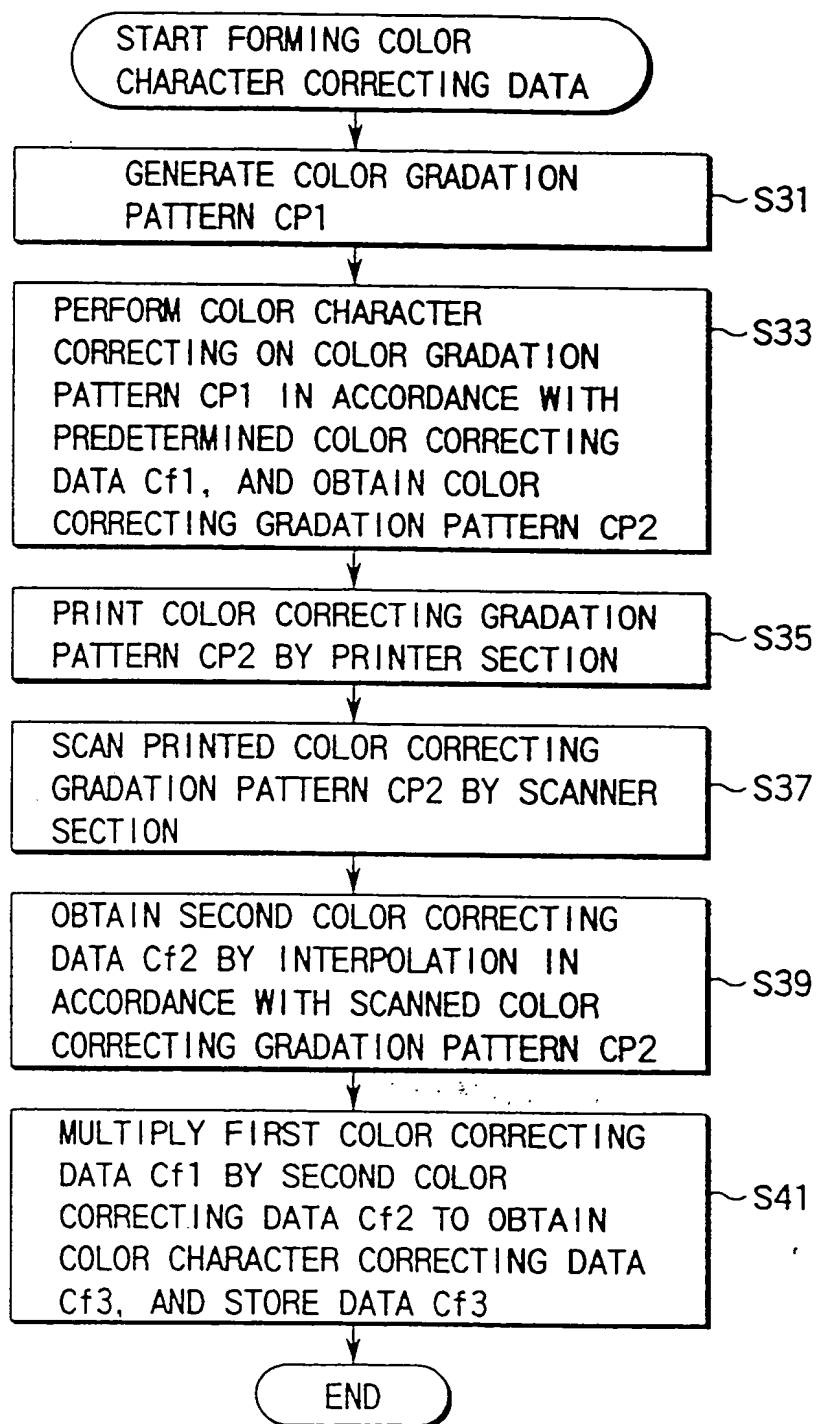 START FORMING COLOR
CHARACTER CORRECTING DATA
GENERATE COLOR GRADATION
PATTERN CP1
S31
PERFORM COLOR CHARACTER
CORRECTING ON COLOR GRADATION
PATTERN CP1 IN ACCORDANCE WITH
PREDETERMINED COLOR CORRECTING
DATA Cf1, AND OBTAIN COLOR
CORRECTING GRADATION PATTERN CP2
S33
PRINT COLOR CORRECTING GRADATION
PATTERN CP2 BY PRINTER SECTION
S35
SCAN PRINTED COLOR CORRECTING
GRADATION PATTERN CP2 BY SCANNER
SECTION
S37
OBTAIN SECOND COLOR CORRECTING
DATA Cf2 BY INTERPOLATION IN
ACCORDANCE WITH SCANNED COLOR
CORRECTING GRADATION PATTERN CP2
S39
MULTIPLY FIRST COLOR CORRECTING
DATA Cf1 BY SECOND COLOR
CORRECTING DATA Cf2 TO OBTAIN
COLOR CHARACTER CORRECTING DATA
Cf3, AND STORE DATA Cf3
S41
END